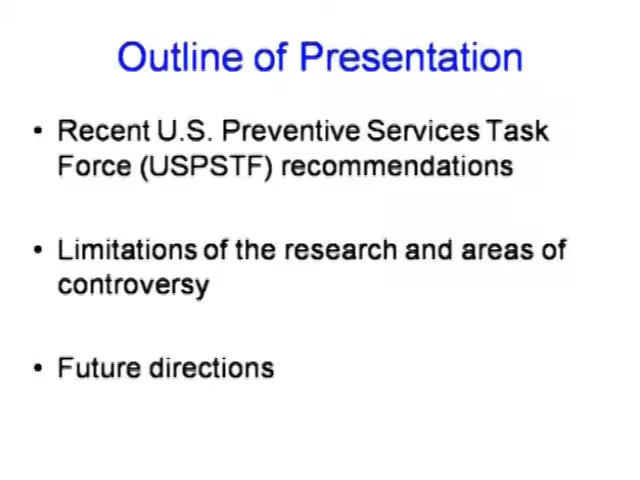 Outline of Presentation
• Recent U.S. Preventive Services Task
Force (USPSTF) recommendations
• Limitations of the research and areas of
controversy
• Future directions